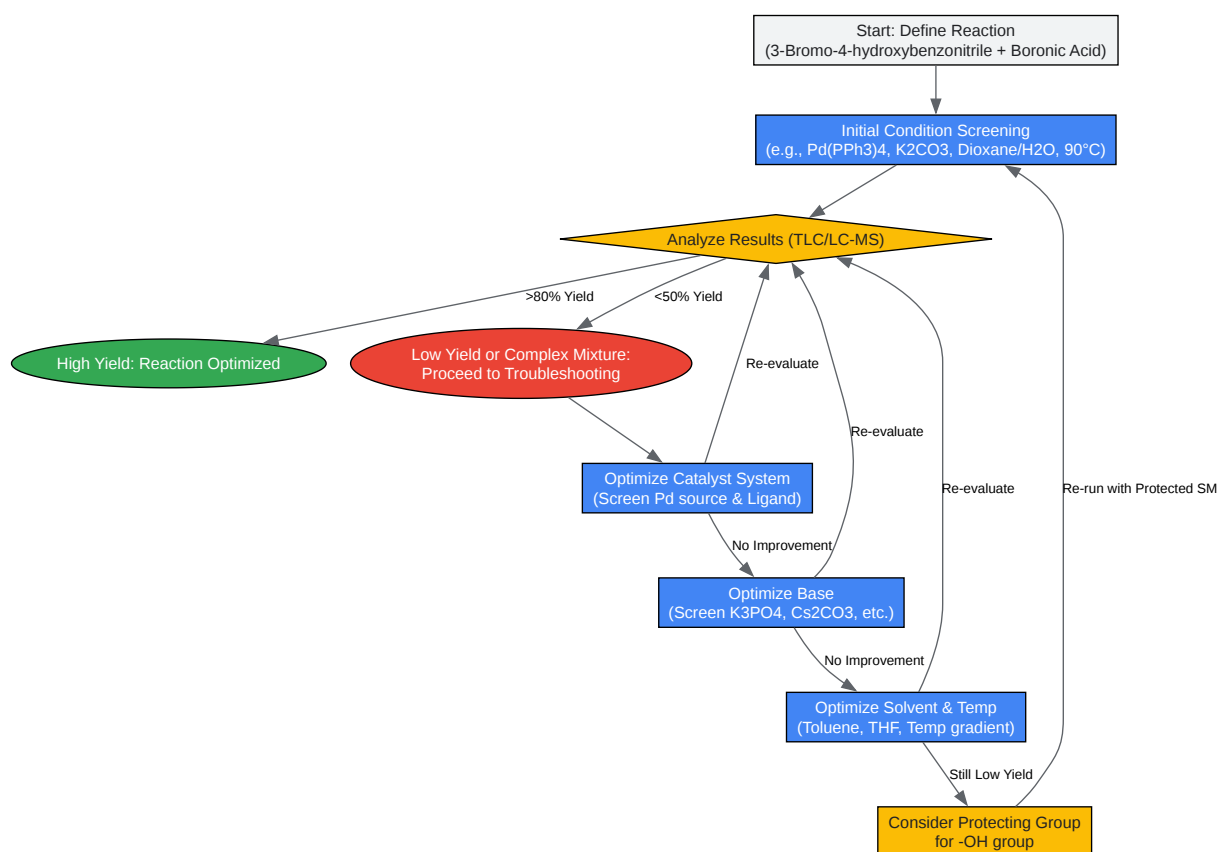 Start: Define Reaction
(3-Bromo-4-hydroxybenzonitrile + Boronic Acid)
Initial Condition Screening
(e.g., Pd(PPh3)4, K2CO3, Dioxane/H2O, 90°C)
Analyze Results (TLC/LC-MS)
>80% Yield
<50% Yield
High Yield: Reaction Optimized
Low Yield or Complex Mixture:
Proceed to Troubleshooting
Re-evaluate
Re-evaluate
Re-evaluate
Re-run with Protected SM
Optimize Catalyst System
(Screen Pd source & Ligand)
No Improvement
Optimize Base
(Screen K3PO4, Cs2CO3, etc.)
No Improvement
Optimize Solvent & Temp
(Toluene, THF, Temp gradient)
Still Low Yield
Consider Protecting Group
for -OH group